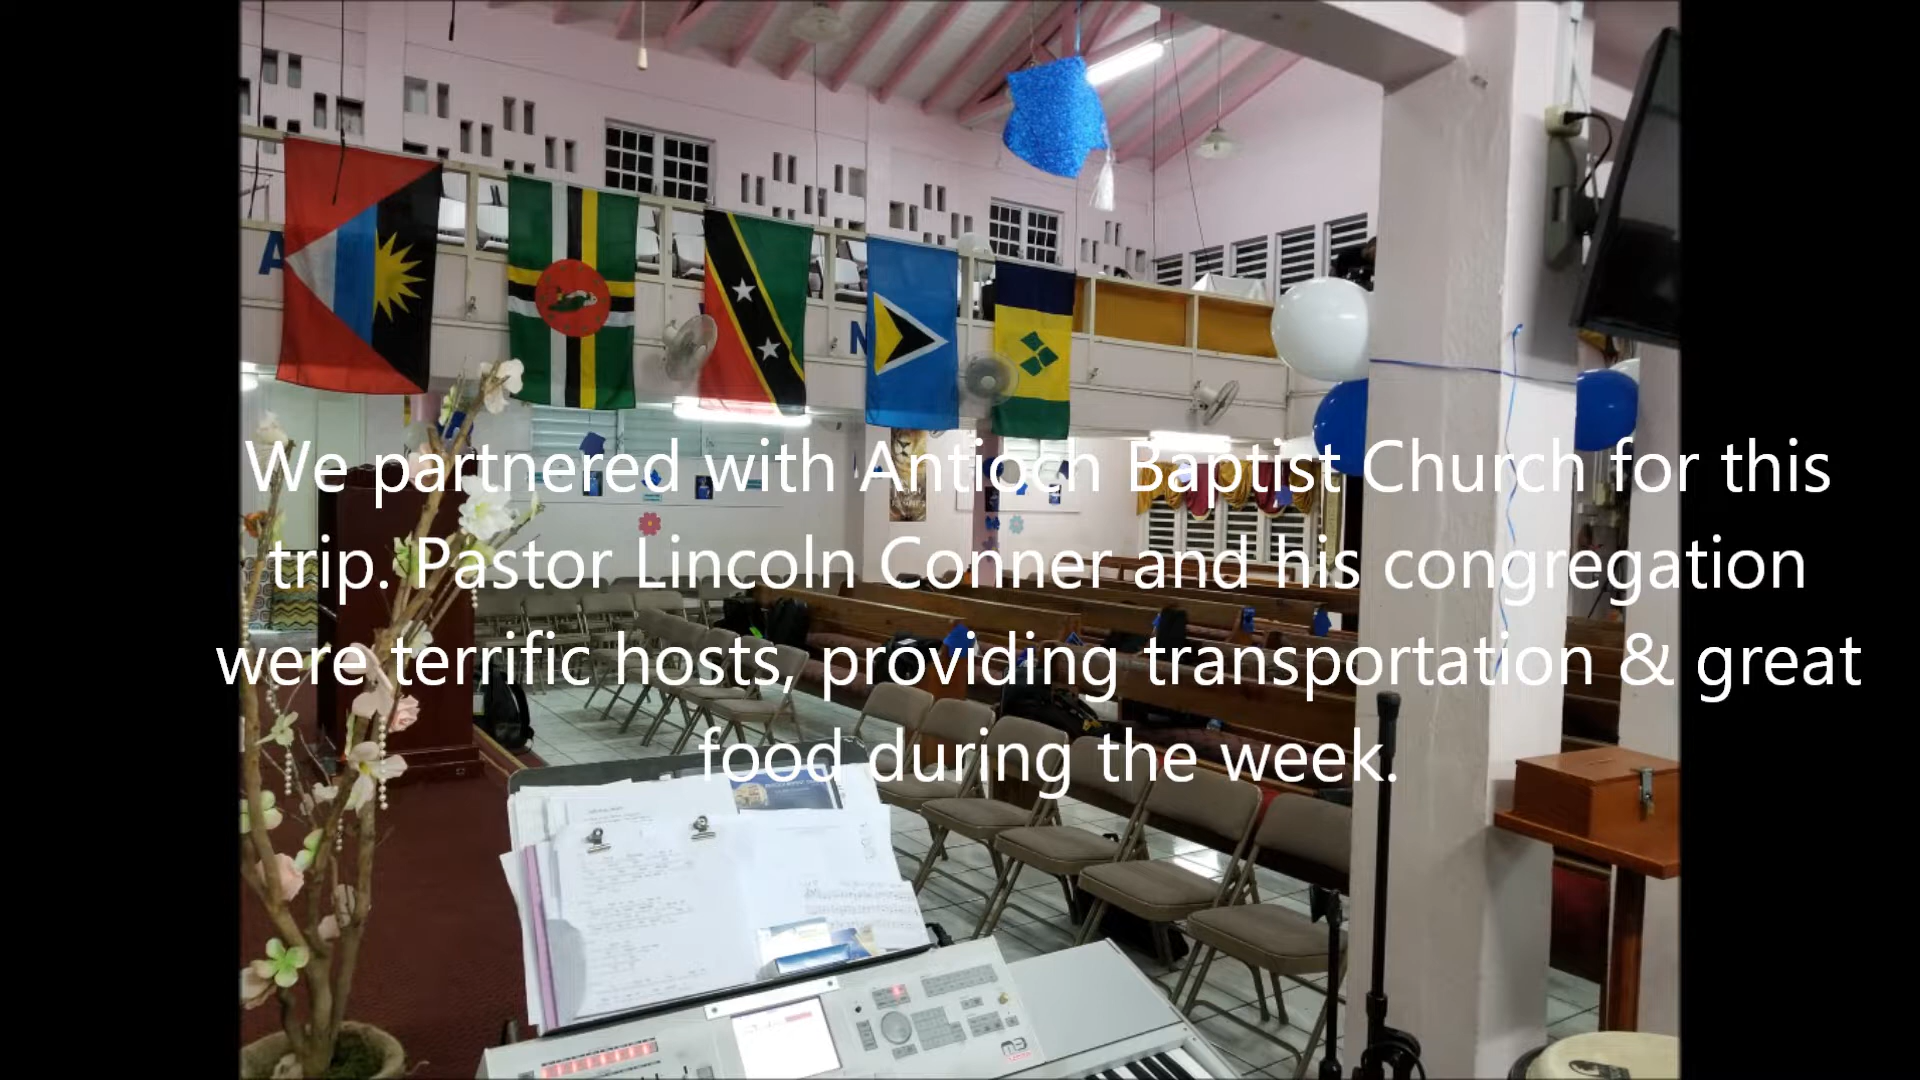 A
N
We partnered with Antioch Baptist Church for this
trip. Pastor Lincoln Conner and his congregation
were terrific hosts, providing transportation & great
food during the week.
M3